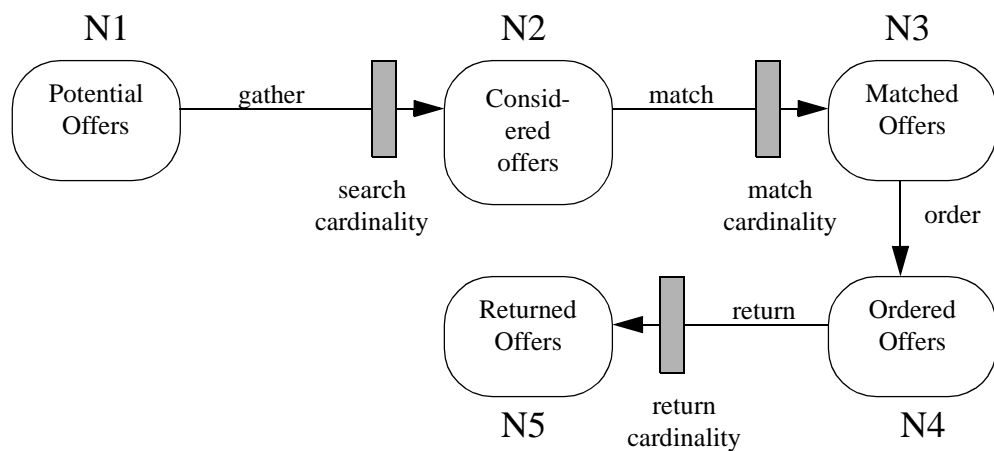 N1
N2
N3
Potential
Offers
gather
Consid-
ered
offers
match
Matched
Offers
search
cardinality
match
cardinality
order
Returned
Offers
return
Ordered
Offers
N5
return
cardinality
N4